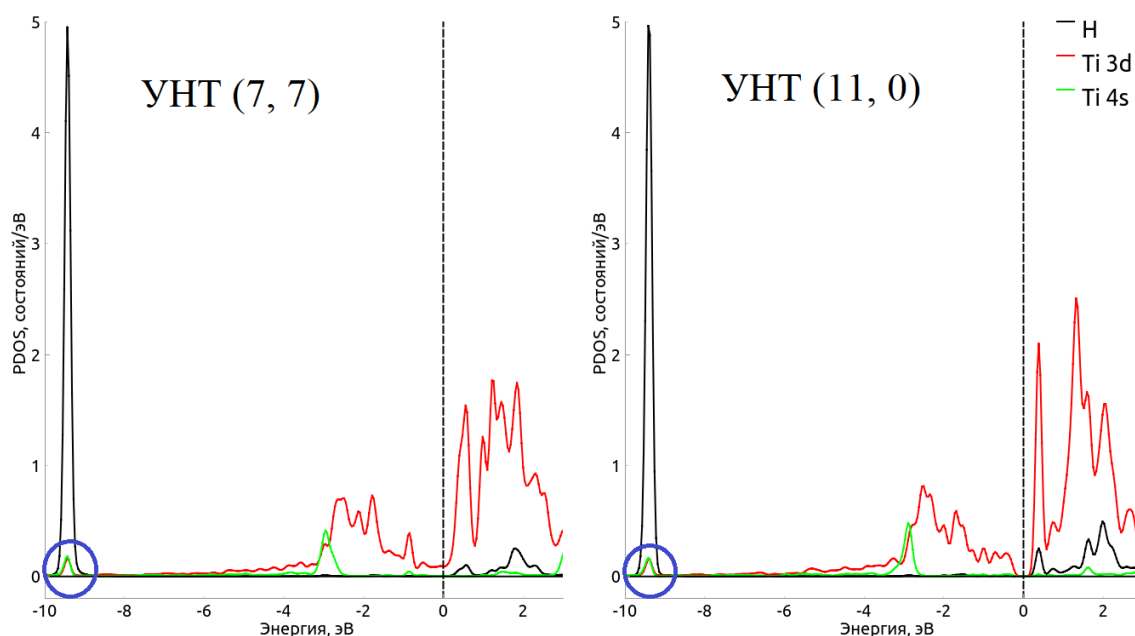 УНТ (7, 7)
PDOS, состояний/эВ
5
4
3
2
1
0
-10
-8
-6
-4
-2
0
2
Энергия, эВ
УНТ (11, 0)
H
Ti 3d
Ti 4s
PDOS, состояний/эВ
5
4
3
2
1
0
-10
-8
-6
-4
-2
0
2
Энергия, эВ